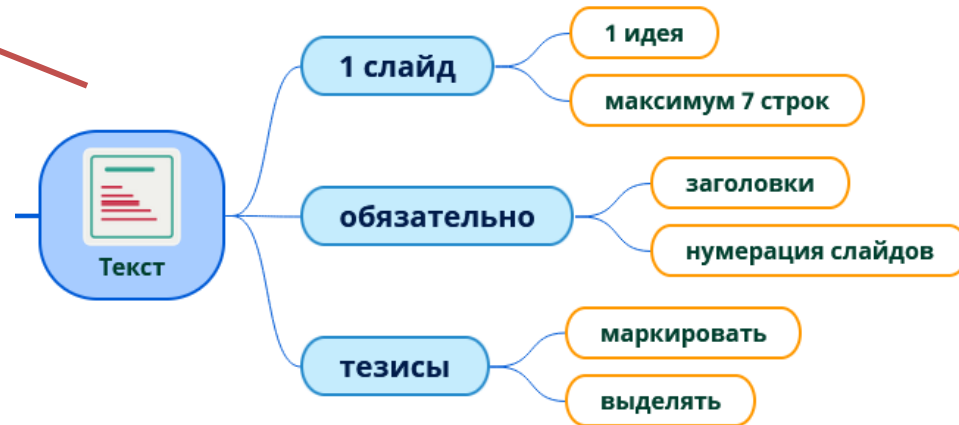 Текст
1 слайд
1 идея
максимум 7 строк
обязательно
заголовки
нумерация слайдов
тезисы
маркировать
выделять